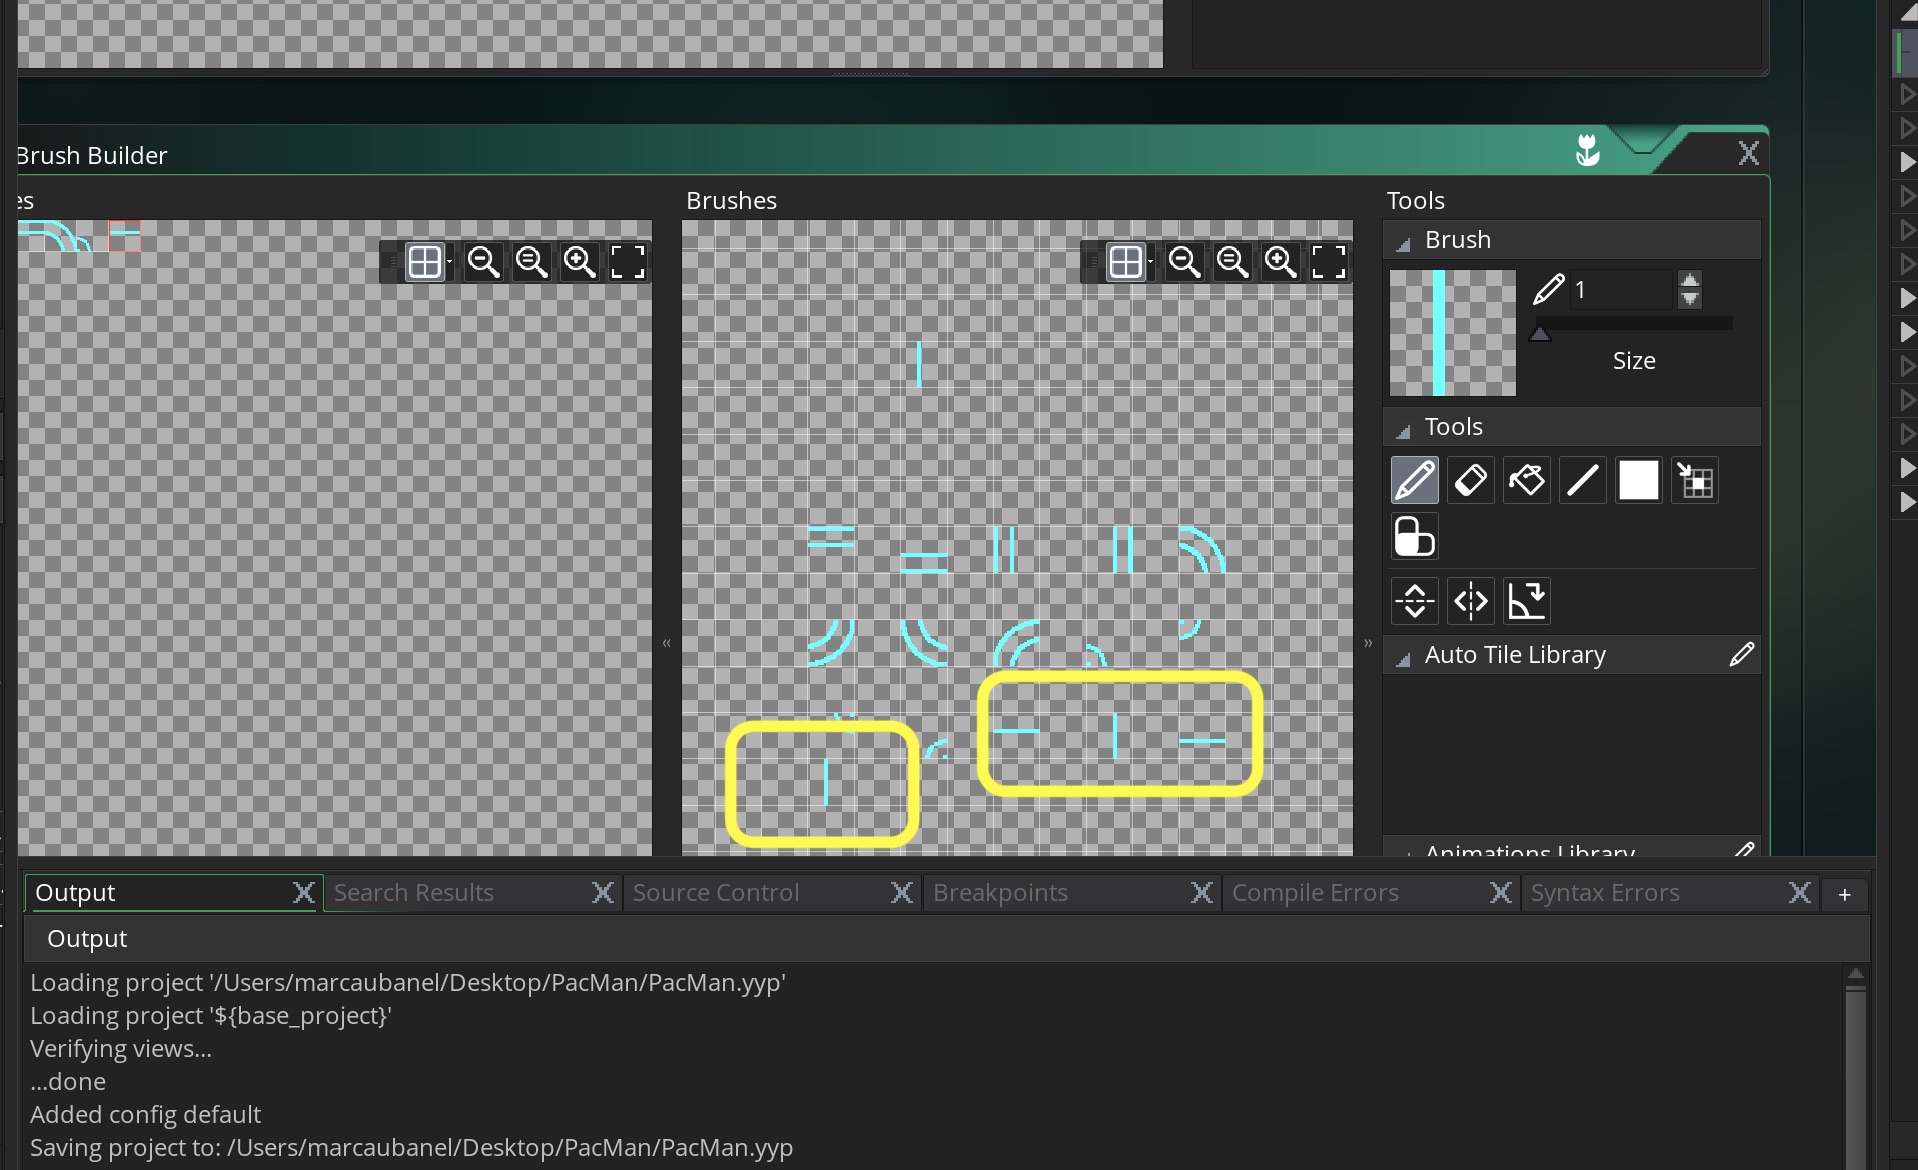 Brush Builder
es
Brushes
Tools
Brush
1
Size
Tools
Auto Tile Library
Animations Library
Output
Search Results
Source Control
Breakpoints
Compile Errors
Syntax Errors
+
Output
Loading project '/Users/marcaubanel/Desktop/PacMan/PacMan.yyp'
Loading project '${base_project}'
Verifying views...
...done
Added config default
Saving project to: /Users/marcaubanel/Desktop/PacMan/PacMan.yyp